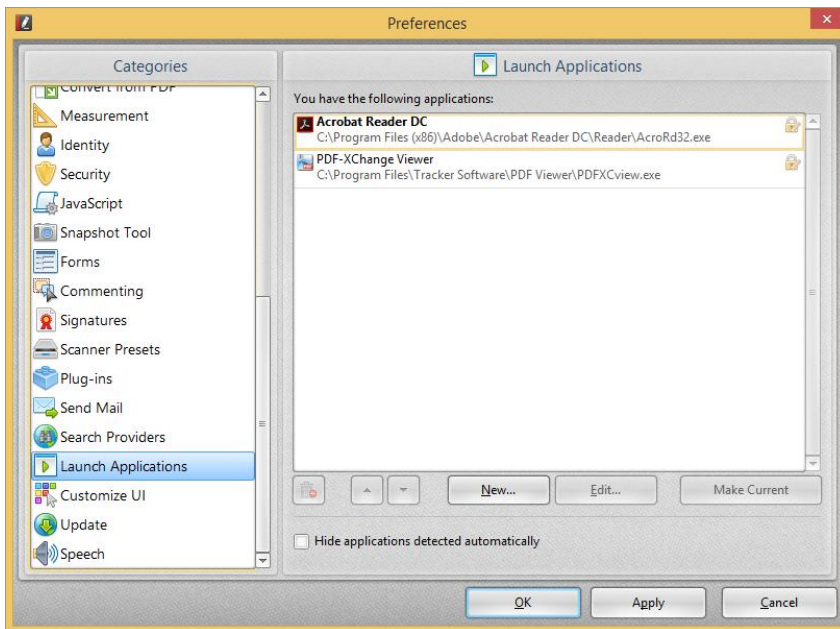 Preferences
Categories
Convert from PDF
Measurement
Identity
Security
JavaScript
Snapshot Tool
Forms
Commenting
Signatures
Scanner Presets
Plug-ins
Send Mail
Search Providers
Launch Applications
Customize UI
Update
Speech
Launch Applications
You have the following applications:
Acrobat Reader DC
C:\Program Files (x86)\Adobe\Acrobat Reader DC\Reader\AcroRd32.exe
PDF-XChange Viewer
C:\Program Files\Tracker Software\PDF Viewer\PDFXCview.exe
New... Edit... Make Current
Hide applications detected automatically
OK Apply Cancel